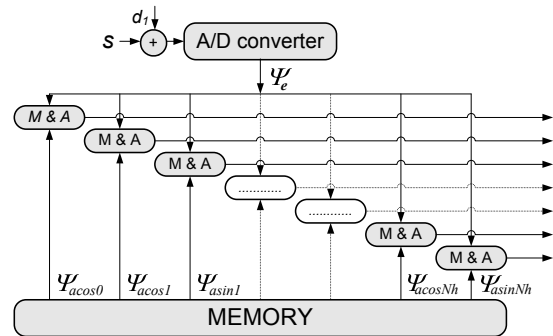 d1
S + A/D converter
Ψe
M & A
M & A
M & A
............
............
M & A
M & A
Ψacos0 Ψacos1 Ψasin1 ΨacosNh ΨasinNh
MEMORY